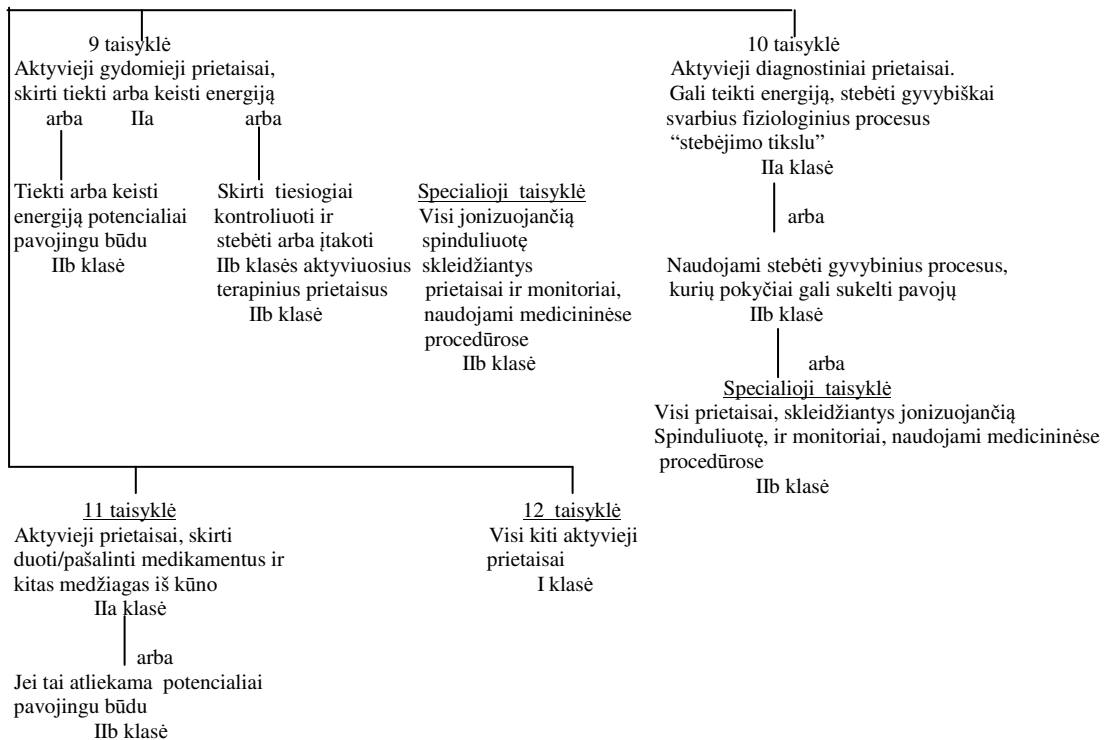 9 taisyklė
Aktyvieji gydomieji prietaisai,
skirti tiekti arba keisti energiją
arba IIa arba
Tiekti arba keisti
energiją potencialiai
pavojingu būdu
IIb klasė
Skirti tiesiogiai
kontroliuoti ir
stebėti arba įtakoti
IIb klasės aktyviuosius
terapinius prietaisus
IIb klasė
Specialioji taisyklė
Visi jonizuojančią
spinduliuotę
skleidžiantys
prietaisai ir monitoriai,
naudojami medicininėse
procedūrose
IIb klasė
10 taisyklė
Aktyvieji diagnostiniai prietaisai.
Gali teikti energiją, stebėti gyvybiškai
svarbius fiziologinius procesus
“stebėjimo tikslu”
IIa klasė
arba
Naudojami stebėti gyvybinius procesus,
kurių pokyčiai gali sukelti pavojų
IIb klasė
arba
Specialioji taisyklė
Visi prietaisai, skleidžiantys jonizuojančią
Spinduliuotę, ir monitoriai, naudojami medicininėse
procedūrose
IIb klasė
11 taisyklė
Aktyvieji prietaisai, skirti
duoti/pašalinti medikamentus ir
kitas medžiagas iš kūno
IIa klasė
arba
Jei tai atliekama potencialiai
pavojingu būdu
IIb klasė
12 taisyklė
Visi kiti aktyvieji
prietaisai
I klasė